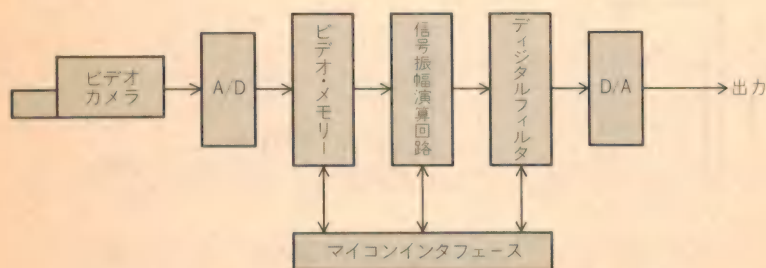 ビデオ
カメラ
A/D
ビデオ・メモリー
信号振幅演算回路
ディジタルフィルタ
D/A
出力
マイコンインタフェース